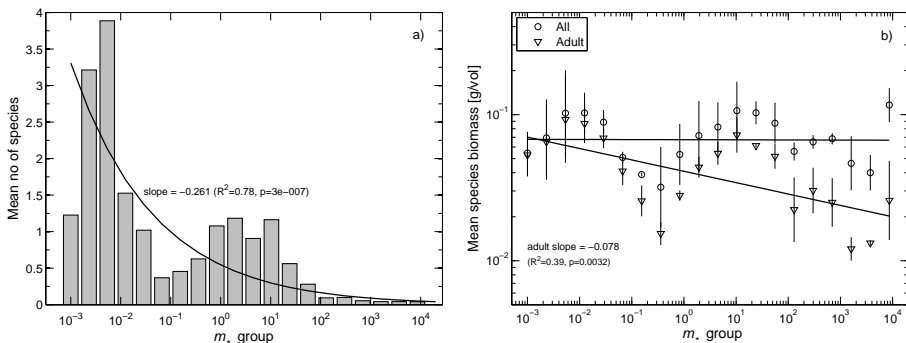 a)
4
3.5
3
2.5
2
1.5
1
0.5
0
Mean no of species
slope = −0.261 (R²=0.78, p=3e−007)
10⁻³ 10⁻² 10⁰ 10² 10³ 10⁴
m* group
b)
All
Adult
10⁻¹
10⁻²
Mean species biomass [g/vol]
adult slope = −0.078
(R²=0.39, p=0.0032)
10⁻³ 10⁻² 10⁻¹ 10⁰ 10¹ 10² 10³ 10⁴
m* group